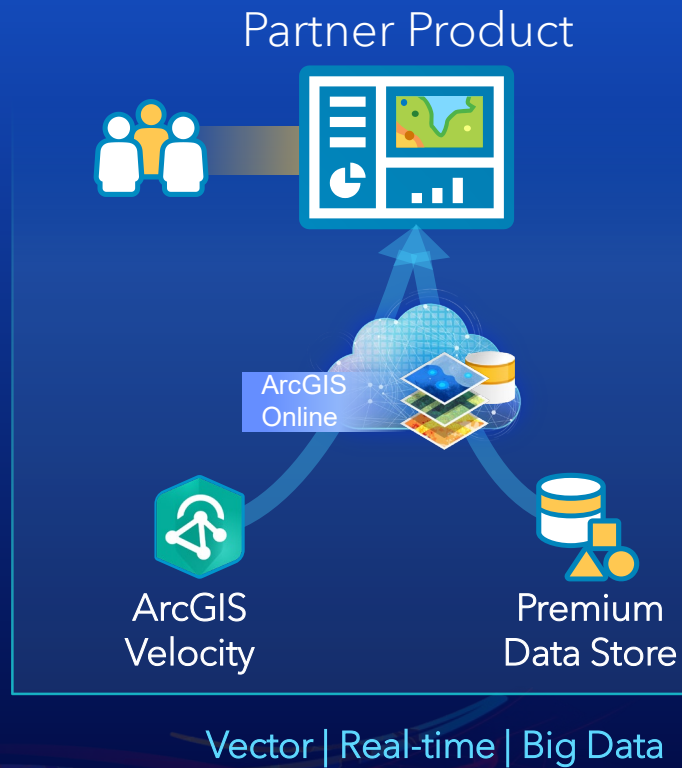 Partner Product
ArcGIS
Online
ArcGIS
Velocity
Premium
Data Store
Vector | Real-time | Big Data